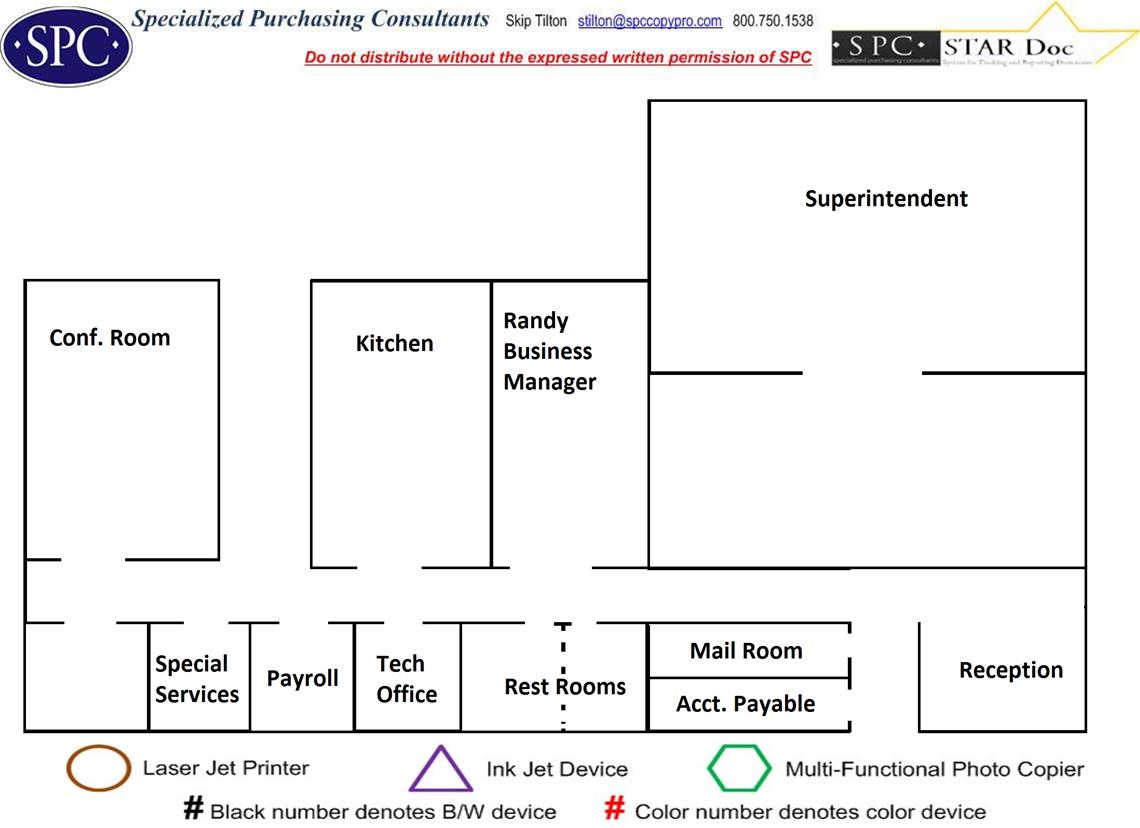 SPC
Specialized Purchasing Consultants Skip Tilton stilton@spccopypro.com 800.750.1538
Do not distribute without the expressed written permission of SPC
SPC STAR Doc
specialized purchasing consultants System for Tracking and Reporting Documents
Superintendent
Conf. Room
Kitchen
Randy
Business
Manager
Special
Services
Payroll
Tech
Office
Rest Rooms
Mail Room
Acct. Payable
Reception
Laser Jet Printer
Ink Jet Device
Multi-Functional Photo Copier
# Black number denotes B/W device
# Color number denotes color device